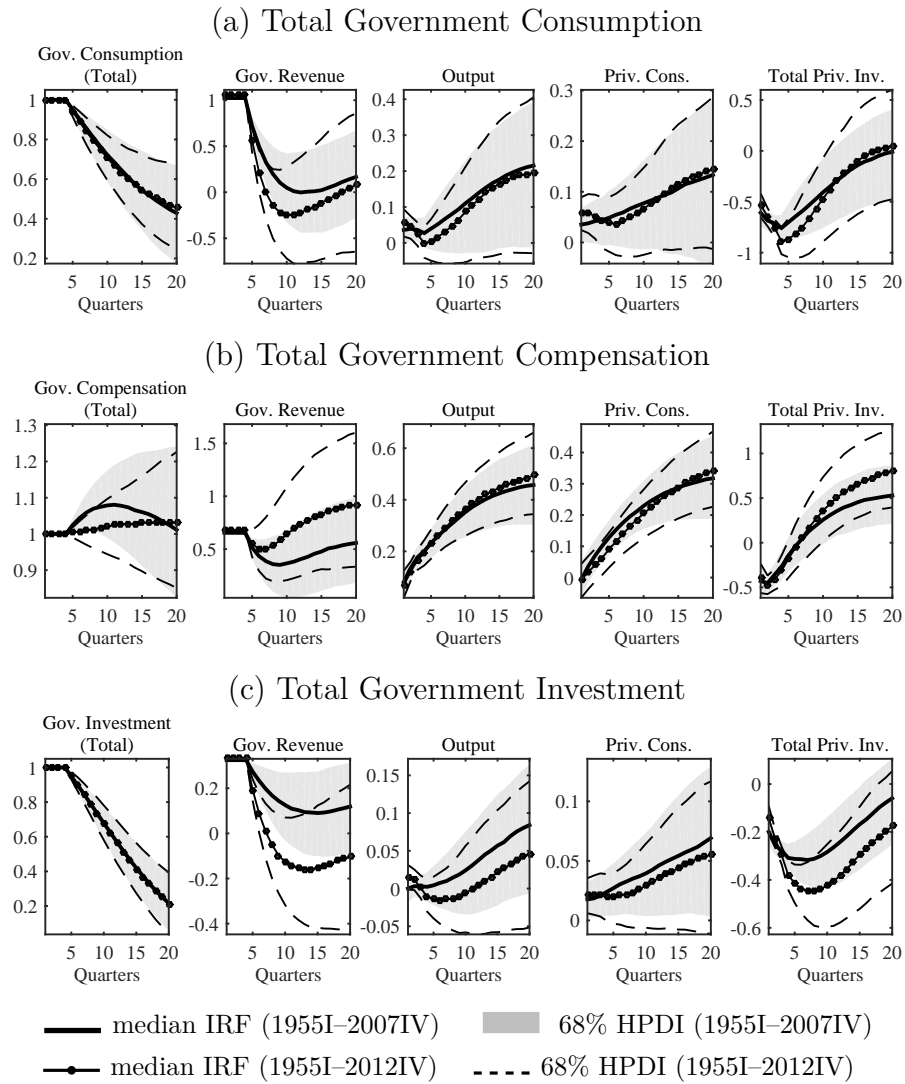 (a) Total Government Consumption
Gov. Consumption
(Total)
Gov. Revenue
Output
Priv. Cons.
Total Priv. Inv.
1
0.8
0.6
0.4
0.2
1
0.5
0
-0.5
0.4
0.3
0.2
0.1
0
0.3
0.2
0.1
0
0.5
0
-0.5
-1
5 10 15 20
5 10 15 20
5 10 15 20
5 10 15 20
5 10 15 20
Quarters
Quarters
Quarters
Quarters
Quarters
(b) Total Government Compensation
Gov. Compensation
(Total)
Gov. Revenue
Output
Priv. Cons.
Total Priv. Inv.
1.3
1.2
1.1
1
0.9
1.5
1
0.5
0.6
0.4
0.2
0.4
0.3
0.2
0.1
0
1
0.5
0
-0.5
5 10 15 20
5 10 15 20
5 10 15 20
5 10 15 20
5 10 15 20
Quarters
Quarters
Quarters
Quarters
Quarters
(c) Total Government Investment
Gov. Investment
(Total)
Gov. Revenue
Output
Priv. Cons.
Total Priv. Inv.
1
0.8
0.6
0.4
0.2
0.2
0
-0.2
-0.4
0.15
0.1
0.05
0
-0.05
0.1
0.05
0
0
-0.2
-0.4
-0.6
5 10 15 20
5 10 15 20
5 10 15 20
5 10 15 20
5 10 15 20
Quarters
Quarters
Quarters
Quarters
Quarters
median IRF (1955I–2007IV)
68% HPDI (1955I–2007IV)
median IRF (1955I–2012IV)
68% HPDI (1955I–2012IV)